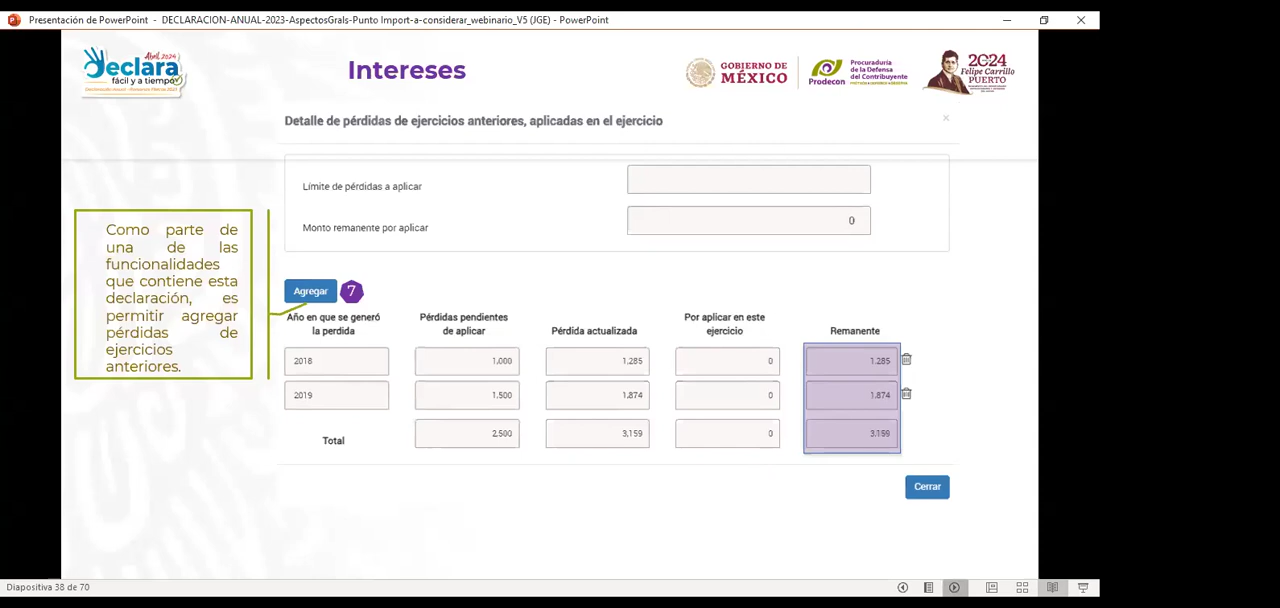 Presentación de PowerPoint - DECLARACION-ANUAL-2023-AspectosGrals-Punto Import-a-considerar_webinario_V5 (JGE) - PowerPoint
Abril 2024
Declara
fácil y a tiempo
Intereses
GOBIERNO DE
MÉXICO
Prodecon
Procuraduría
de la Defensa
del Contribuyente
2024
Felipe Carrillo
PUERTO
Detalle de pérdidas de ejercicios anteriores, aplicadas en el ejercicio
×
Límite de pérdidas a aplicar
Monto remanente por aplicar 0
Como parte de
una de las
funcionalidades
que contiene esta
declaración, es
permitir agregar
pérdidas de
ejercicios
anteriores.
Agregar 7
Año en que se generó
la perdida
Pérdidas pendientes
de aplicar
Pérdida actualizada
Por aplicar en este
ejercicio
Remanente
2018 1,000 1,285 0 1,285
2019 1,500 1,874 0 1,874
Total 2,500 3,159 0 3,159
Cerrar
Diapositiva 38 de 70